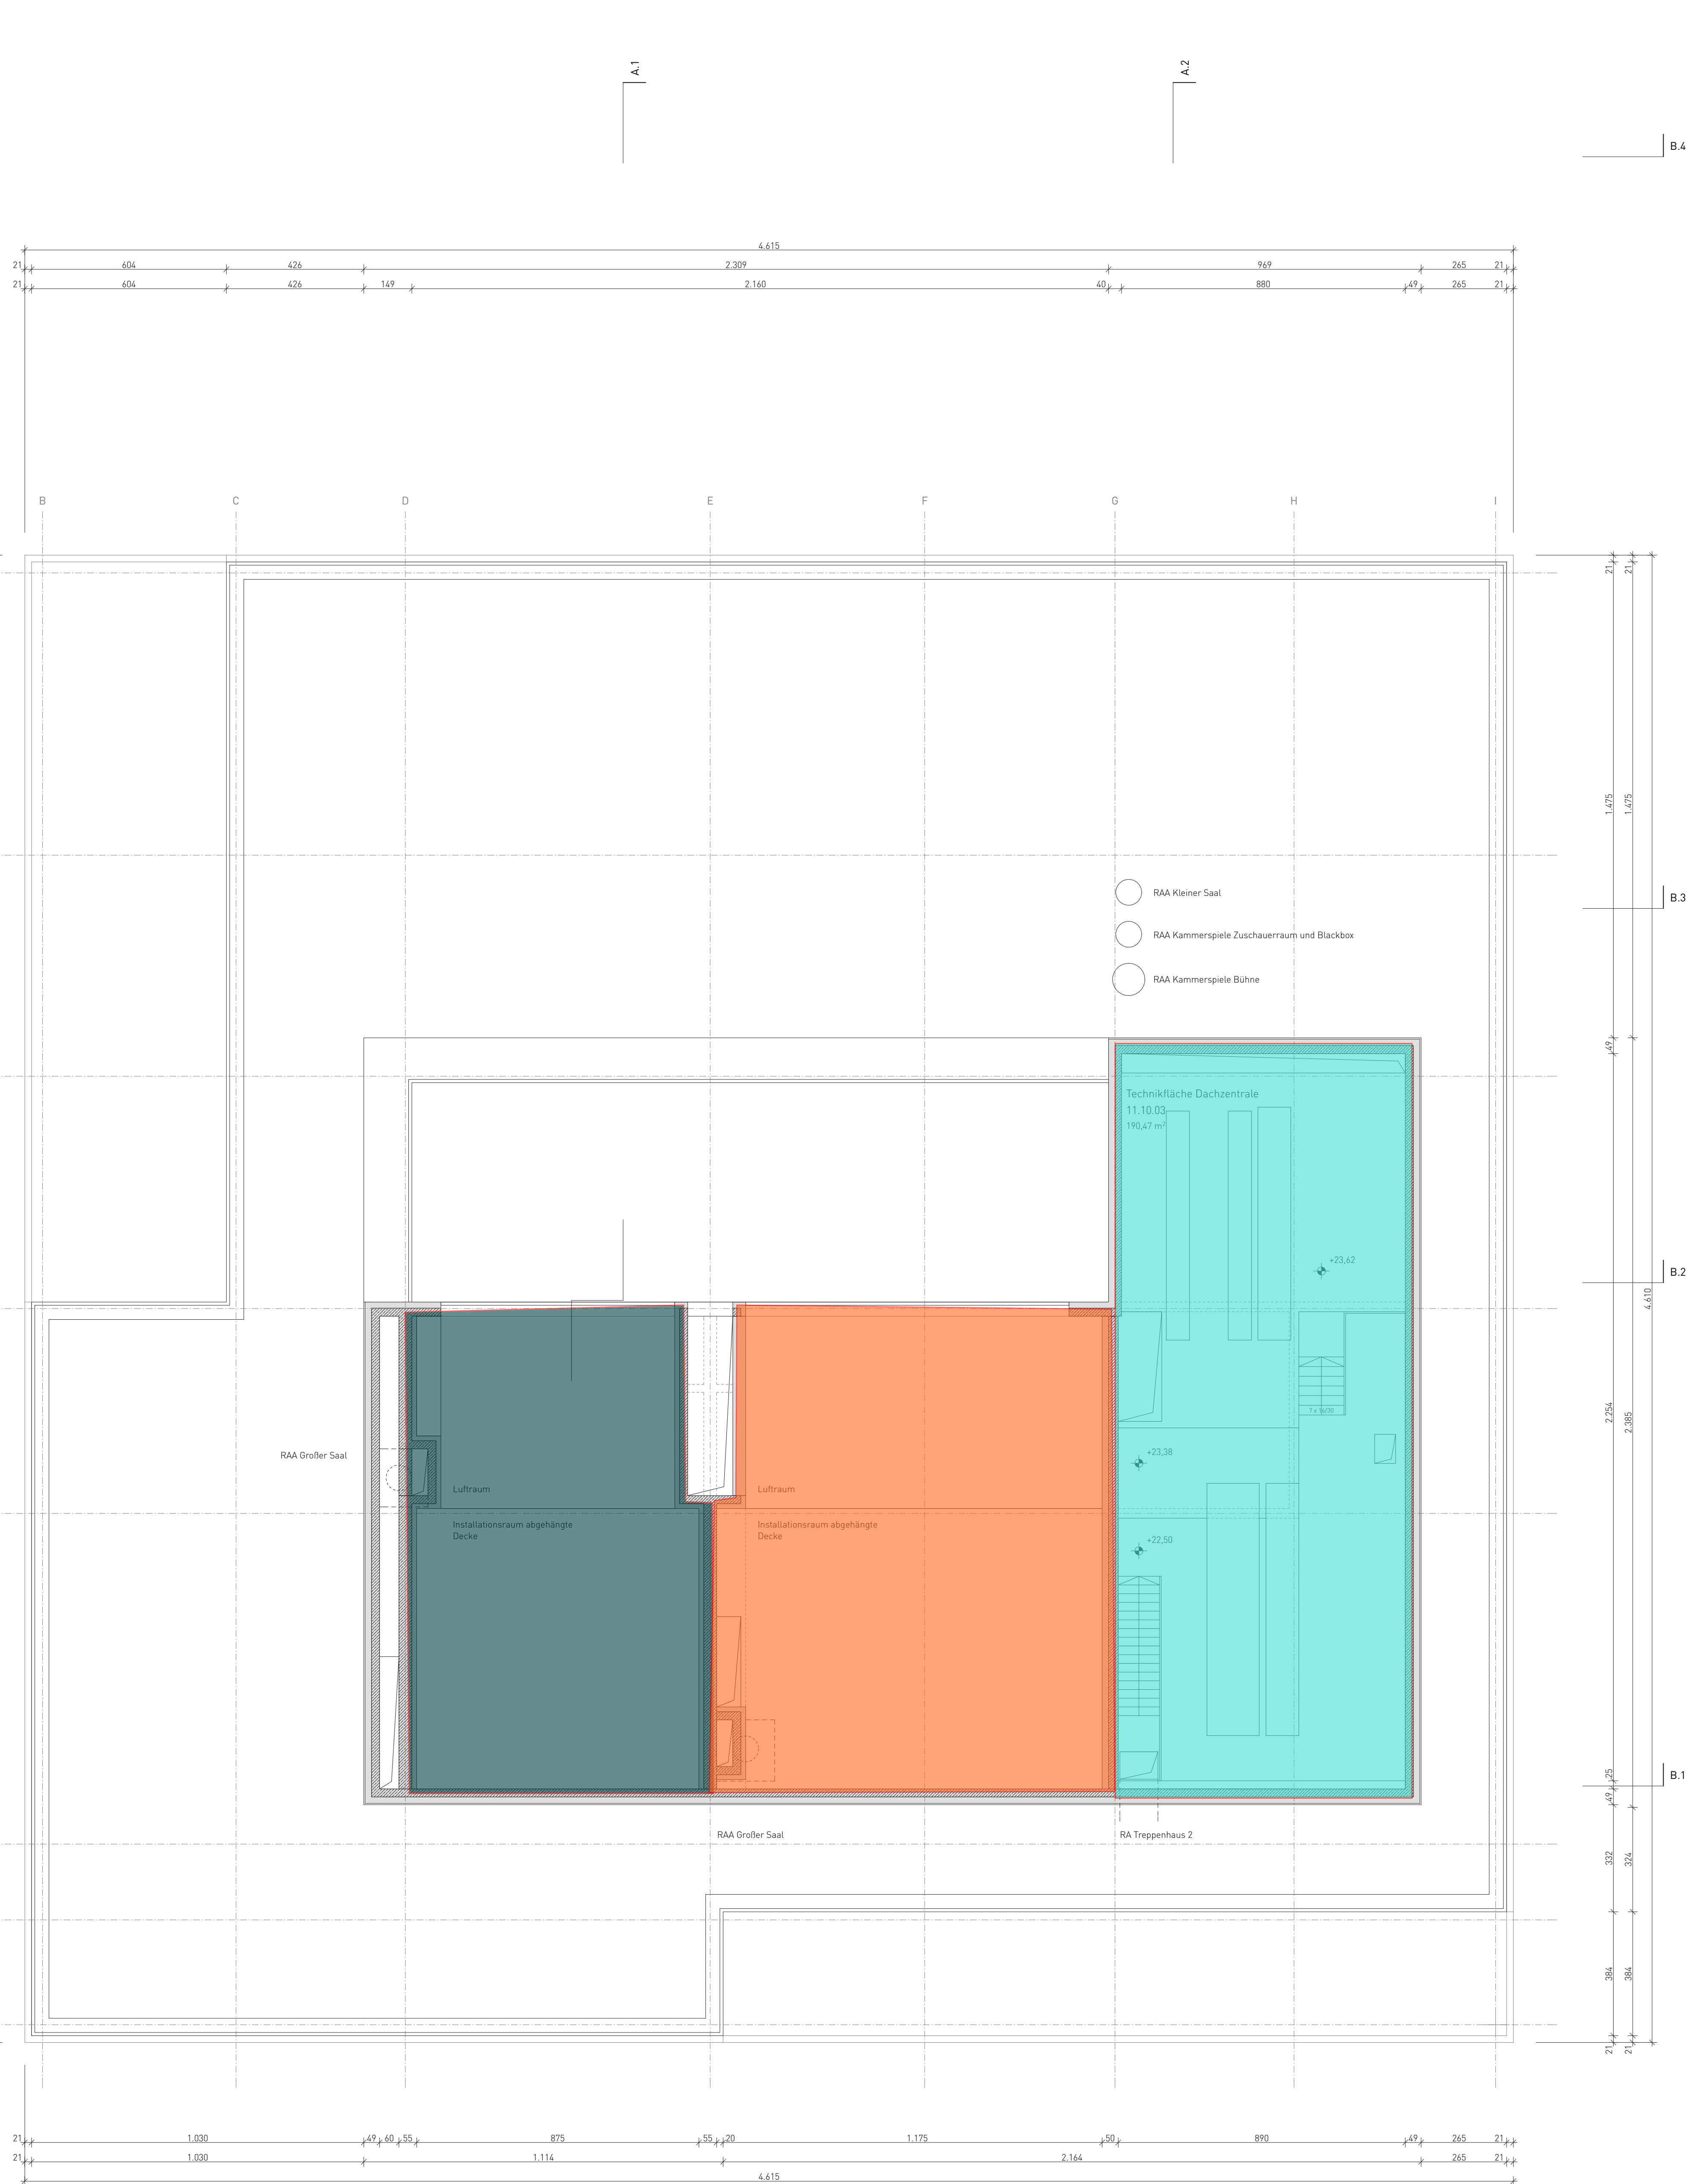 A.1
A.2
B.4
4.615
21
604
426
2.309
969
265
21
21
604
426
149
2.160
40
880
49
265
21
B
C
D
E
F
G
H
I
21
21
1.475
1.475
RAA Kleiner Saal
B.3
RAA Kammerspiele Zuschauerraum und Blackbox
RAA Kammerspiele Bühne
49
Technikfläche Dachzentrale
11.10.03
190,47 m²
+23,62
B.2
4.610
7 x 16/30
2.254
2.385
RAA Großer Saal
+23,38
Luftraum
Luftraum
Installationsraum abgehängte
Decke
Installationsraum abgehängte
Decke
+22,50
25
B.1
49
RAA Großer Saal
RA Treppenhaus 2
332
324
384
384
21
21
21
1.030
49
60
55
875
55
20
1.175
50
890
49
265
21
21
1.030
1.114
2.164
265
21
4.615